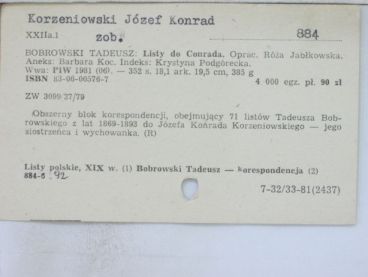 Korzeniowski Józef Konrad
XXIIa.1 zob. 884
BOBROWSKI TADEUSZ: Listy do Conrada. Oprac. Róża Jabłkowska.
Aneks: Barbara Koc. Indeks: Krystyna Podgórecka.
Wwa: PIW 1981 (06). — 352 s. 18,1 ark. 19,5 cm, 385 g
ISBN 83-06-00576-7 4 000 egz. pł. 90 zł
ZW 3099/37/79
Obszerny blok korespondencji, obejmujący 71 listów Tadeusza Bob-
rowskiego z lat 1869-1893 do Józefa Konrada Korzeniowskiego — jego
siostrzeńca i wychowanka. (R)
Listy polskie, XIX w. (1) Bobrowski Tadeusz — korespondencja (2)
884-6.92
7-32/33-81(2437)